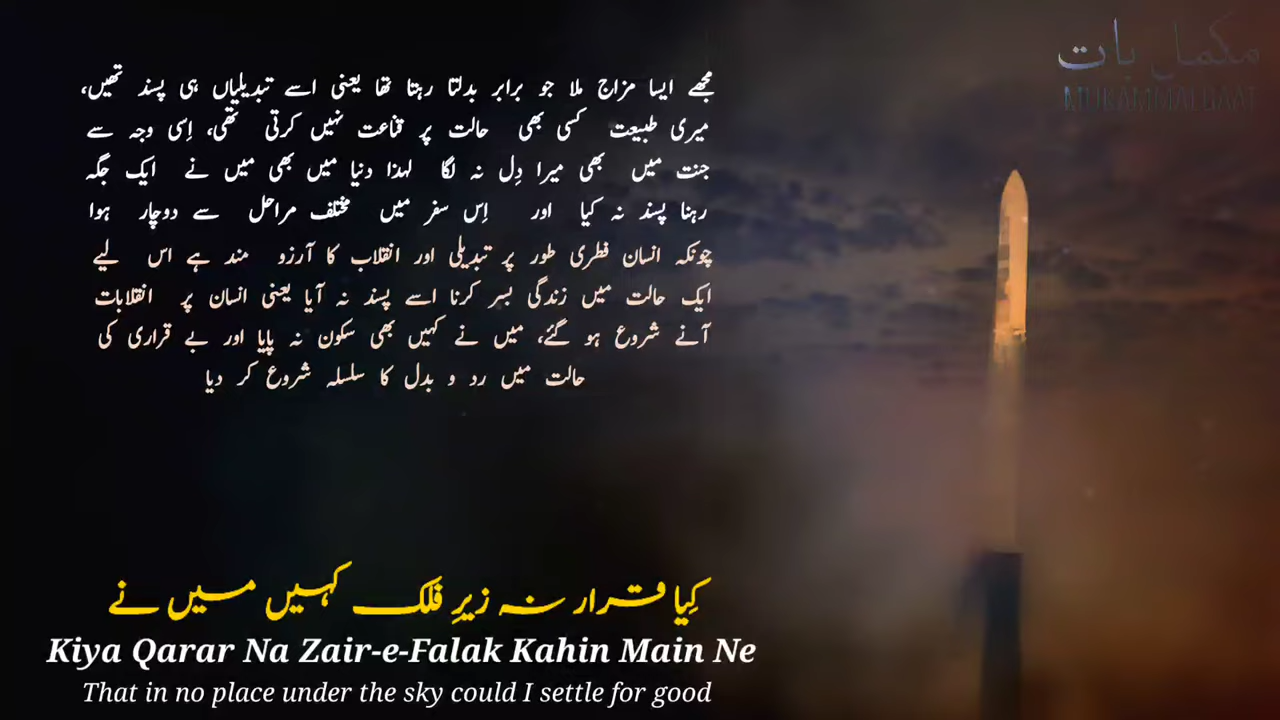 مکمل بات
MUKAMMAL BAAT
مجھے ایسا مزاج ملا جو برابر بدلتا رہتا تھا یعنی اسے تبدیلیاں ہی پسند تھیں،
میری طبیعت کسی بھی حالت پر قناعت نہیں کرتی تھی، اِسی وجہ سے
جنت میں بھی میرا دِل نہ لگا لہذا دنیا میں بھی میں نے ایک جگہ
رہنا پسند نہ کیا اور اِس سفر میں مختلف مراحل سے دوچار ہوا
چونکہ انسان فطری طور پر تبدیلی اور انقلاب کا آرزو مند ہے اس لیے
ایک حالت میں زندگی بسر کرنا اسے پسند نہ آیا یعنی انسان پر انقلابات
آنے شروع ہو گئے، میں نے کہیں بھی سکون نہ پایا اور بے قراری کی
حالت میں رد و بدل کا سلسلہ شروع کر دیا
کِیا قرار نہ زیرِ فلک کہیں میں نے
Kiya Qarar Na Zair-e-Falak Kahin Main Ne
That in no place under the sky could I settle for good